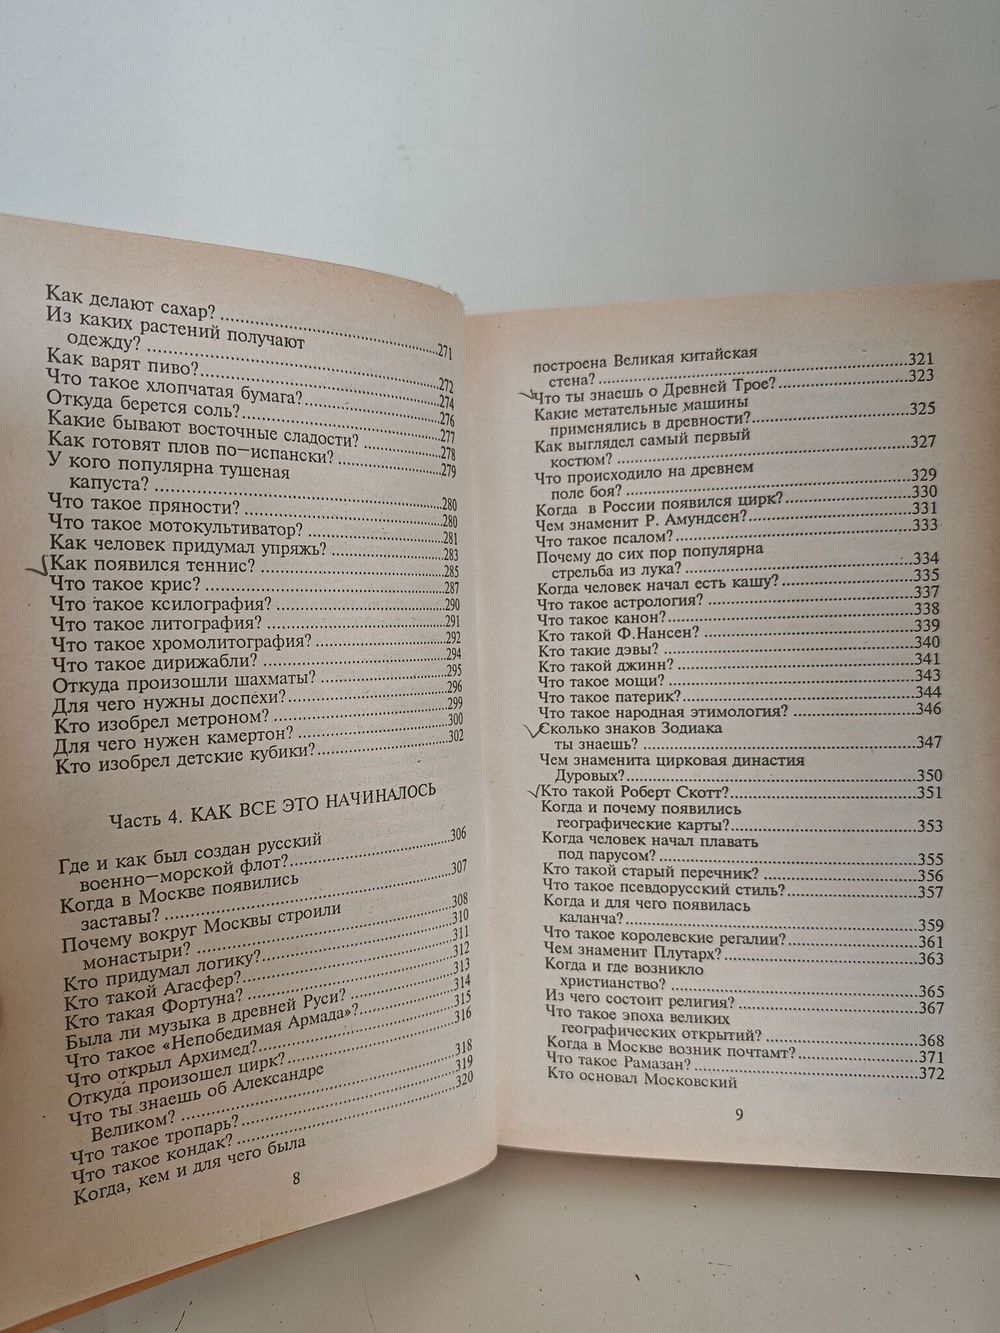 Как делают сахар? ..........271
Из каких растений получают
одежду? ..........272
Как варят пиво?..........274
Что такое хлопчатая бумага?..........276
Откуда берется соль?..........277
Какие бывают восточные сладости? ..........278
Как готовят плов по—испански? ..........279
У кого популярна тушеная
капуста? ..........280
Что такое пряности? ..........280
Что такое мотокультиватор? ..........281
Как человек придумал упряжь? ..........283
Как появился теннис? ..........285
Что такое крис? ..........287
Что такое ксилография? ..........290
Что такое литография? ..........291
Что такое хромолитография? ..........292
Что такое дирижабли? ..........294
Откуда произошли шахматы? ..........295
Для чего нужны доспехи?..........296
Кто изобрел метроном? ..........299
Для чего нужен камертон? ..........300
Кто изобрел детские кубики?..........302
Часть 4. КАК ВСЕ ЭТО НАЧИНАЛОСЬ
Где и как был создан русский
военно—морской флот?..........306
Когда в Москве появились
заставы? ..........307
Почему вокруг Москвы строили
монастыри? ..........308
Кто придумал логику?..........310
Кто такой Агасфер?..........311
Кто такая Фортуна? ..........312
Была ли музыка в древней Руси? ..........313
Что такое «Непобедимая Армада»?..........314
Что открыл Архимед?..........315
Откуда произошел цирк?..........316
Что ты знаешь об Александре
Великом? ..........318
Что такое тропарь?..........319
Что такое кондак? ..........320
Когда, кем и для чего была
8
построена Великая китайская
стена? ..........321
Что ты знаешь о Древней Трое?..........323
Какие метательные машины
применялись в древности?..........325
Как выглядел самый первый
костюм? ..........327
Что происходило на древнем
поле боя? ..........329
Когда в России появился цирк? ..........330
Чем знаменит Р. Амундсен?..........331
Что такое псалом? ..........333
Почему до сих пор популярна
стрельба из лука? ..........334
Когда человек начал есть кашу? ..........335
Что такое астрология? ..........337
Что такое канон? ..........338
Кто такой Ф.Нансен? ..........339
Кто такие дэвы? ..........340
Кто такой джинн? ..........341
Что такое мощи? ..........343
Что такое патерик?..........344
Что такое народная этимология? ..........346
Сколько знаков Зодиака
ты знаешь? ..........347
Чем знаменита цирковая династия
Дуровых?..........350
Кто такой Роберт Скотт?..........351
Когда и почему появились
географические карты?..........353
Когда человек начал плавать
под парусом? ..........355
Кто такой старый перечник? ..........356
Что такое псевдорусский стиль?..........357
Когда и для чего появилась
каланча?..........359
Что такое королевские регалии?..........361
Чем знаменит Плутарх?..........363
Когда и где возникло
христианство? ..........365
Из чего состоит религия? ..........367
Что такое эпоха великих
географических открытий? ..........368
Когда в Москве возник почтамт? ..........371
Что такое Рамазан? ..........372
Кто основал Московский
9